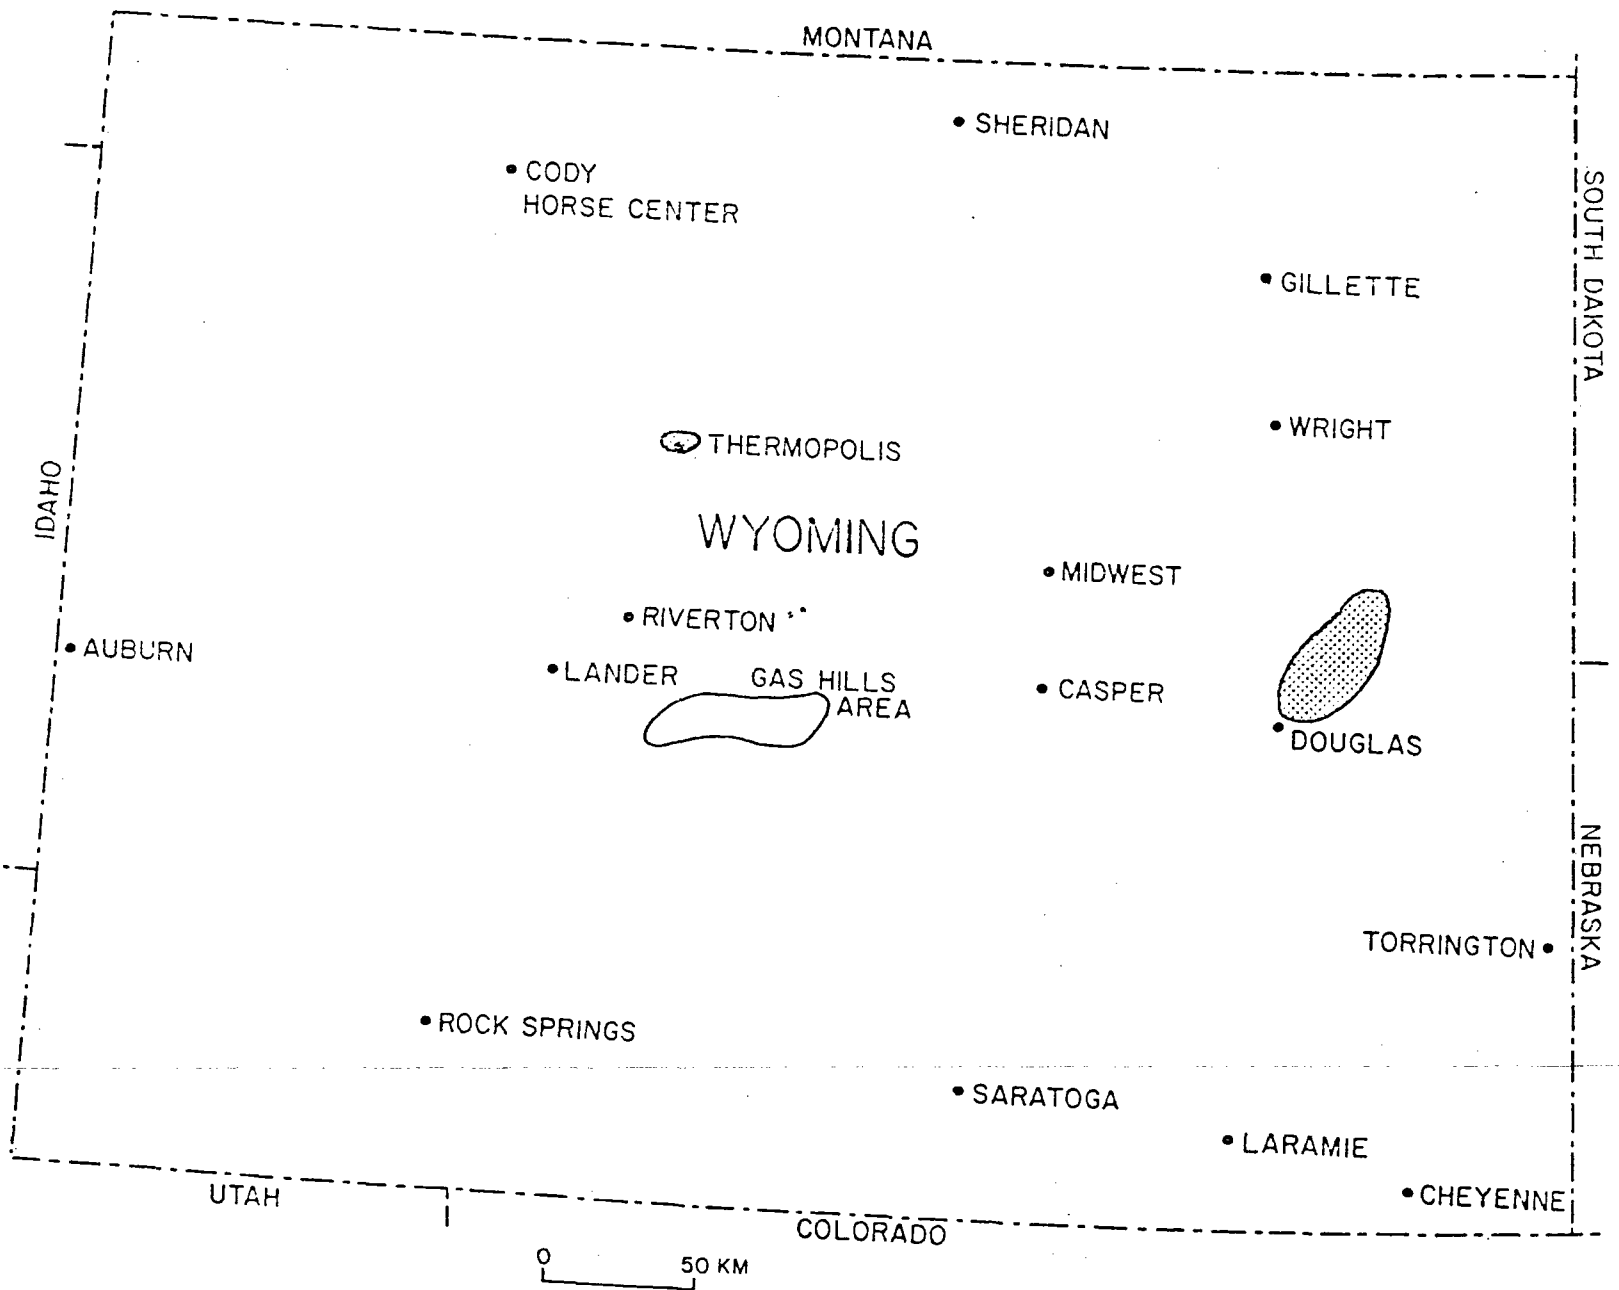 MONTANA
SHERIDAN
CODY
HORSE CENTER
SOUTH DAKOTA
GILLETTE
WRIGHT
THERMOPOLIS
IDAHO
WYOMING
MIDWEST
RIVERTON
AUBURN
LANDER
GAS HILLS
AREA
CASPER
DOUGLAS
NEBRASKA
TORRINGTON
ROCK SPRINGS
SARATOGA
LARAMIE
UTAH
CHEYENNE
COLORADO
0 50 KM